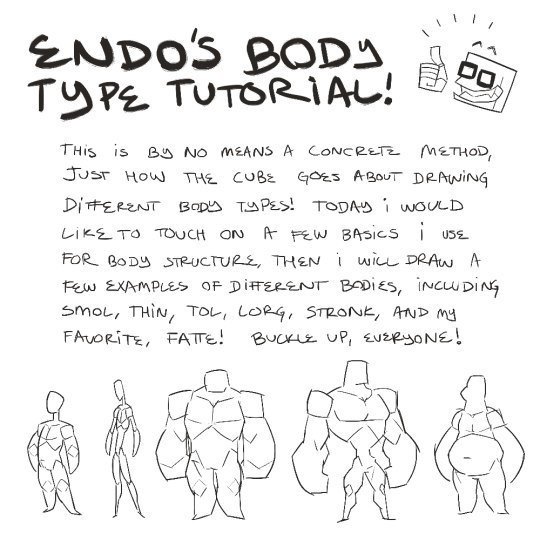 ENDO'S BODY
TYPE TUTORIAL!
THIS IS BY NO MEANS A CONCRETE METHOD,
JUST HOW THE CUBE GOES ABOUT DRAWING
DIFFERENT BODY TYPES! TODAY i WOULD
LIKE TO TOUCH ON A FEW BASICS i USE
FOR BODY STRUCTURE, THEN i WILL DRAW A
FEW EXAMPLES OF DIFFERENT BODIES, INCLUDING
SMOL, THIN, TOL, LORG, STRONK, AND MY
FAVORITE, FATTE! BUCKLE UP, EVERYONE!